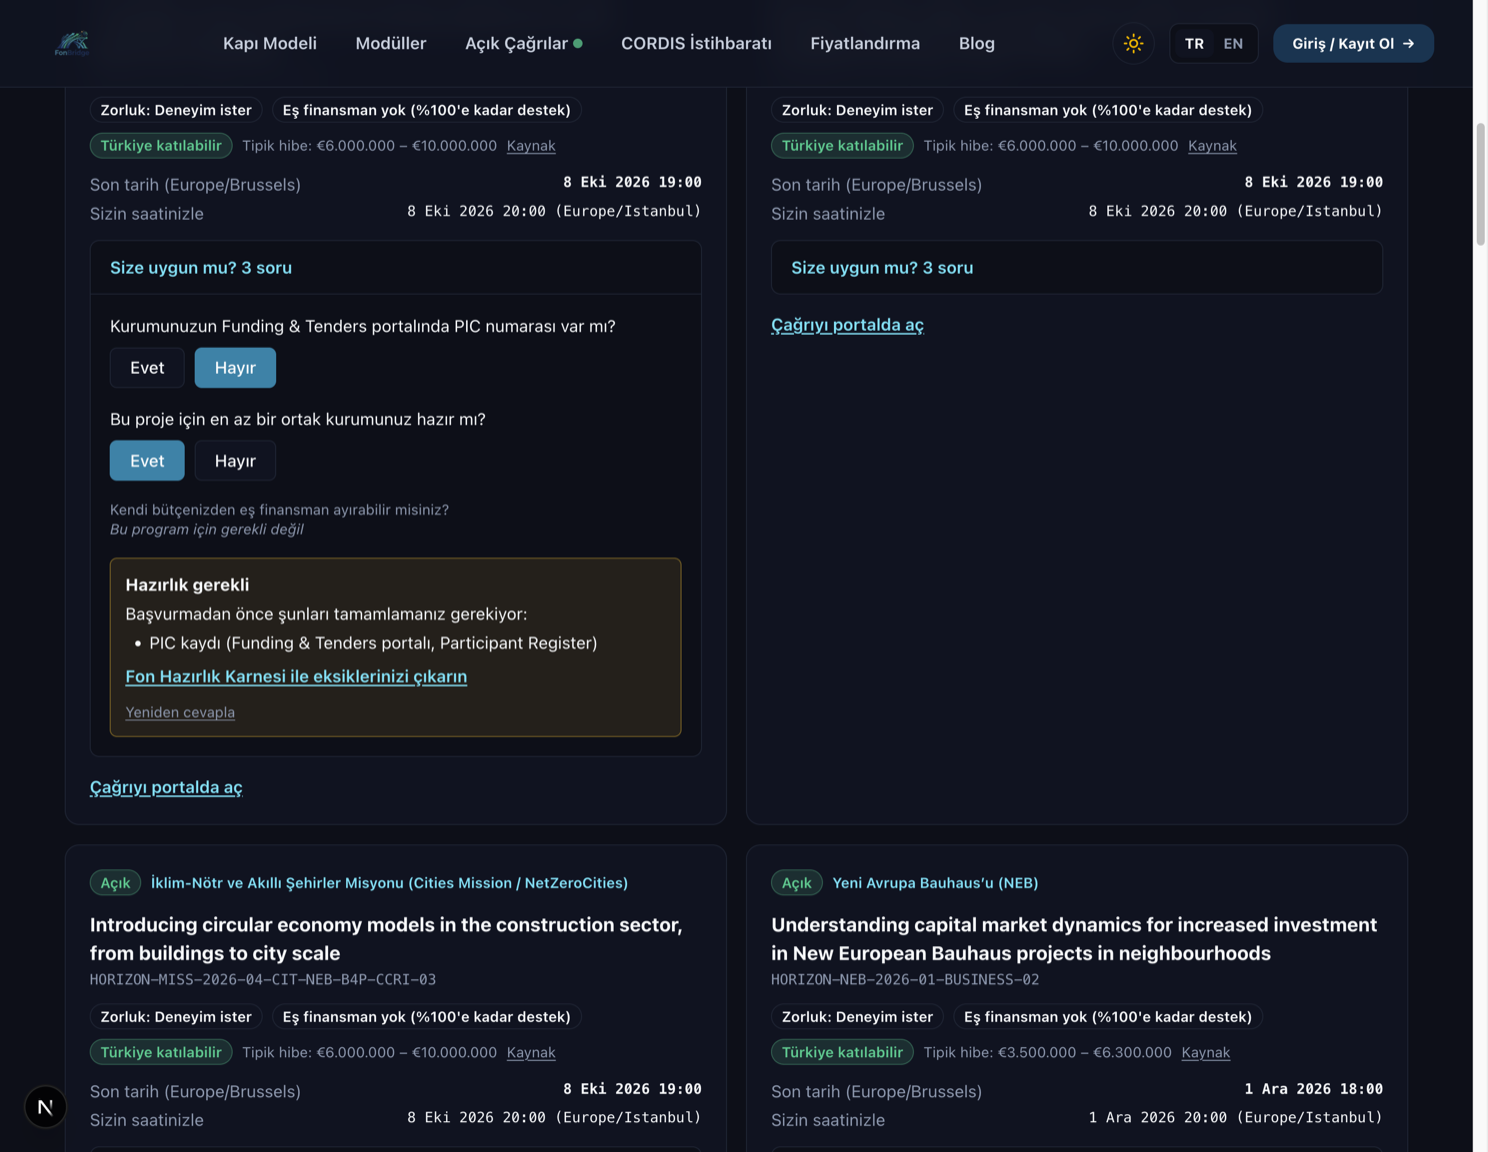 Kapı Modeli
Modüller
Açık Çağrılar
CORDIS İstihbaratı
Fiyatlandırma
Blog
TR EN
Giriş / Kayıt Ol →
Zorluk: Deneyim ister
Eş finansman yok (%100'e kadar destek)
Türkiye katılabilir
Tipik hibe: €6.000.000 – €10.000.000 Kaynak
Son tarih (Europe/Brussels) 8 Eki 2026 19:00
Sizin saatinizle 8 Eki 2026 20:00 (Europe/Istanbul)
Size uygun mu? 3 soru
Kurumunuzun Funding & Tenders portalında PIC numarası var mı?
Evet Hayır
Bu proje için en az bir ortak kurumunuz hazır mı?
Evet Hayır
Kendi bütçenizden eş finansman ayırabilir misiniz?
Bu program için gerekli değil
Hazırlık gerekli
Başvurmadan önce şunları tamamlamanız gerekiyor:
• PIC kaydı (Funding & Tenders portalı, Participant Register)
Fon Hazırlık Karnesi ile eksiklerinizi çıkarın
Yeniden cevapla
Çağrıyı portalda aç
Zorluk: Deneyim ister
Eş finansman yok (%100'e kadar destek)
Türkiye katılabilir
Tipik hibe: €6.000.000 – €10.000.000 Kaynak
Son tarih (Europe/Brussels) 8 Eki 2026 19:00
Sizin saatinizle 8 Eki 2026 20:00 (Europe/Istanbul)
Size uygun mu? 3 soru
Çağrıyı portalda aç
Açık İklim-Nötr ve Akıllı Şehirler Misyonu (Cities Mission / NetZeroCities)
Introducing circular economy models in the construction sector,
from buildings to city scale
HORIZON-MISS-2026-04-CIT-NEB-B4P-CCRI-03
Zorluk: Deneyim ister
Eş finansman yok (%100'e kadar destek)
Türkiye katılabilir
Tipik hibe: €6.000.000 – €10.000.000 Kaynak
Son tarih (Europe/Brussels) 8 Eki 2026 19:00
Sizin saatinizle 8 Eki 2026 20:00 (Europe/Istanbul)
Açık Yeni Avrupa Bauhaus’u (NEB)
Understanding capital market dynamics for increased investment
in New European Bauhaus projects in neighbourhoods
HORIZON-NEB-2026-01-BUSINESS-02
Zorluk: Deneyim ister
Eş finansman yok (%100'e kadar destek)
Türkiye katılabilir
Tipik hibe: €3.500.000 – €6.300.000 Kaynak
Son tarih (Europe/Brussels) 1 Ara 2026 18:00
Sizin saatinizle 1 Ara 2026 20:00 (Europe/Istanbul)
N